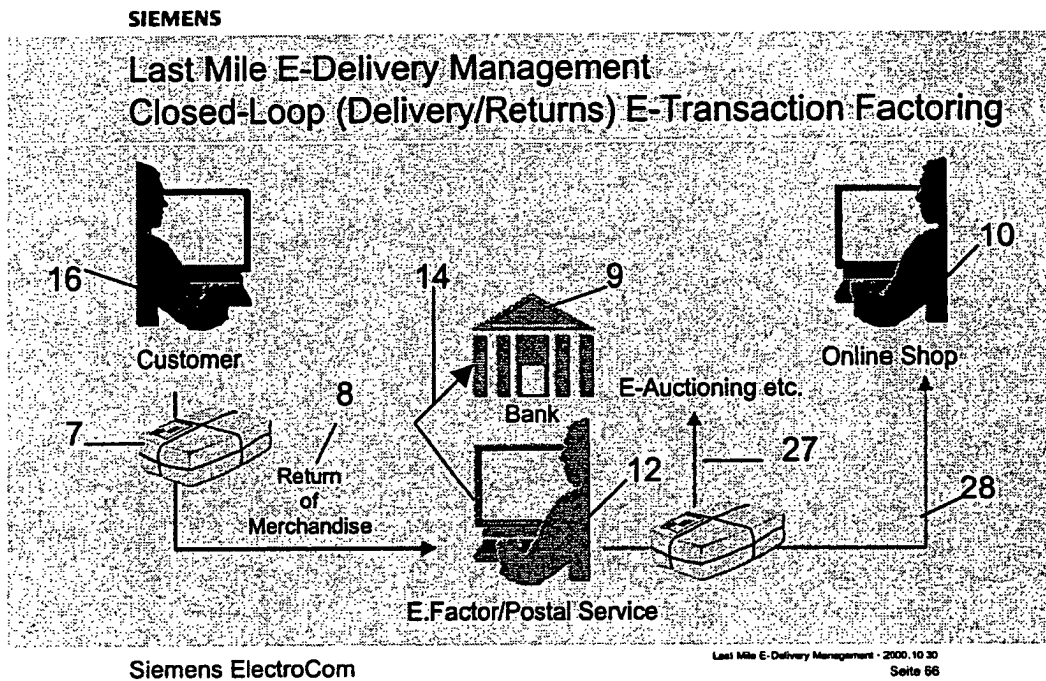 SIEMENS
Last Mile E-Delivery Management
Closed-Loop (Delivery/Returns) E-Transaction Factoring
16
14
9
10
Customer
Bank
Online Shop
7
8
Return
of
Merchandise
E-Auctioning etc.
12
27
28
E.Factor/Postal Service
Siemens ElectroCom
Last Mile E-Delivery Management - 2000.10 30
Seite 66